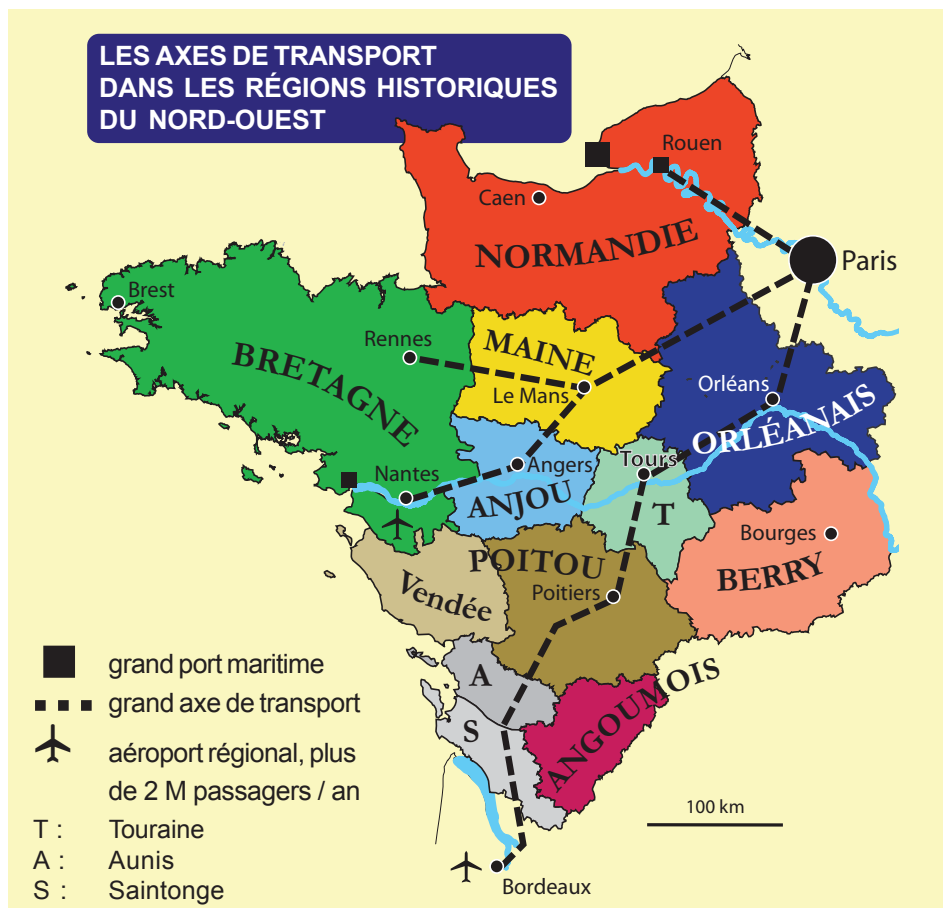 LES AXES DE TRANSPORT
DANS LES RÉGIONS HISTORIQUES
DU NORD-OUEST
Rouen
Caen
NORMANDIE
Paris
Brest
Rennes
MAINE
BRETAGNE
Le Mans
Orléans
ORLÉANAIS
Nantes
Angers
Tours
ANJOU
T
Bourges
POITOU
BERRY
Vendée
Poitiers
A
ANGOUMOIS
S
grand port maritime
grand axe de transport
aéroport régional, plus
de 2 M passagers / an
100 km
T : Touraine
A : Aunis
S : Saintonge
Bordeaux